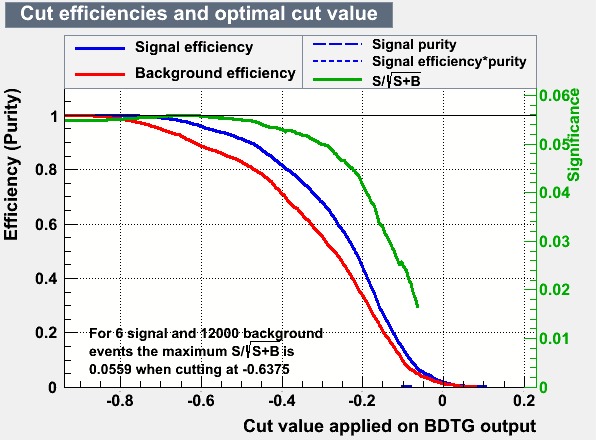 Cut efficiencies and optimal cut value
Signal efficiency
Background efficiency
Signal purity
Signal efficiency*purity
S/√S+B
Efficiency (Purity)
1
0.8
0.6
0.4
0.2
0
0.06
0.05
0.04
0.03
0.02
0.01
0
Significance
For 6 signal and 12000 background
events the maximum S/√S+B is
0.0559 when cutting at -0.6375
-0.8
-0.6
-0.4
-0.2
0
0.2
Cut value applied on BDTG output